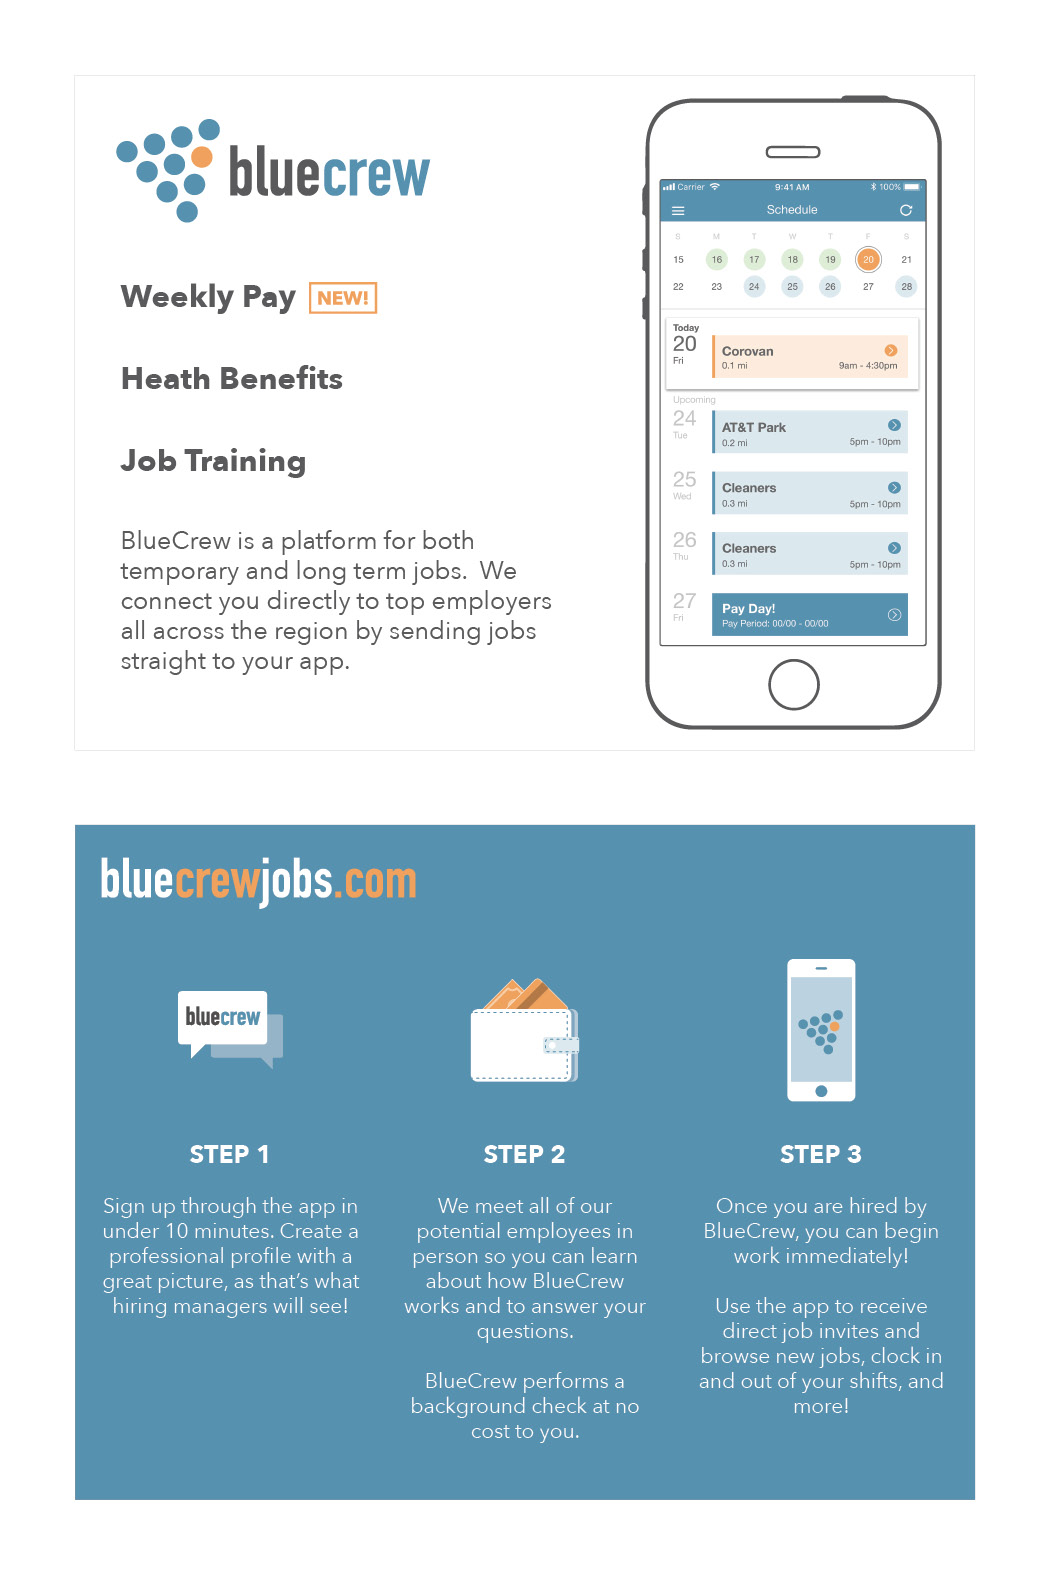 bluecrew
Weekly Pay NEW!
Heath Benefits
Job Training
BlueCrew is a platform for both
temporary and long term jobs.  We
connect you directly to top employers
all across the region by sending jobs
straight to your app.
Carrier 9:41 AM 100%
Schedule
S M T W T F S
15 16 17 18 19 20 21
22 23 24 25 26 27 28
Today
20
Fri
Corovan
0.1 mi 9am - 4:30pm
Upcoming
24
Tue
AT&T Park
0.2 mi 5pm - 10pm
25
Wed
Cleaners
0.3 mi 5pm - 10pm
26
Thu
Cleaners
0.3 mi 5pm - 10pm
27
Fri
Pay Day!
Pay Period: 00/00 - 00/00
bluecrewjobs.com
bluecrew
STEP 1
Sign up through the app in
under 10 minutes. Create a
professional profile with a
great picture, as that's what
hiring managers will see!
STEP 2
We meet all of our
potential employees in
person so you can learn
about how BlueCrew
works and to answer your
questions.
BlueCrew performs a
background check at no
cost to you.
STEP 3
Once you are hired by
BlueCrew, you can begin
work immediately!
Use the app to receive
direct job invites and
browse new jobs, clock in
and out of your shifts, and
more!